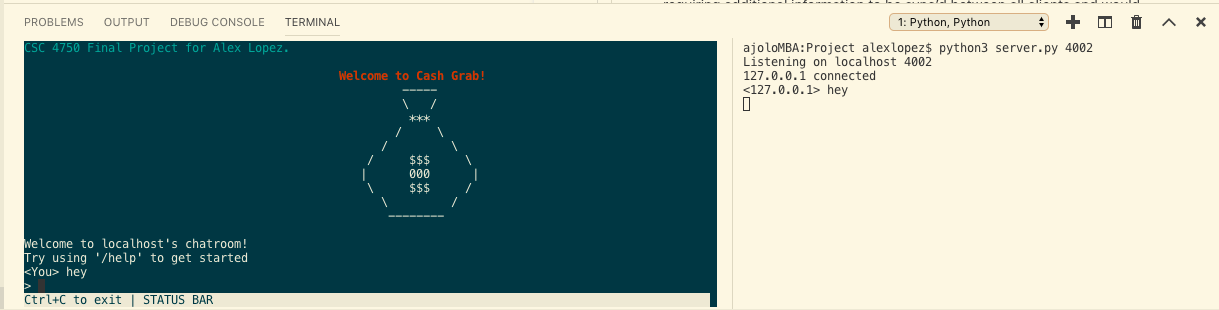 requiring additional information to be sync'd between all clients and would
PROBLEMS OUTPUT DEBUG CONSOLE TERMINAL 1: Python, Python
CSC 4750 Final Project for Alex Lopez.
Welcome to Cash Grab!
-----
\   /
***
/     \
/         \
/     $$$     \
|      000      |
\     $$$     /
\         /
--------
Welcome to localhost's chatroom!
Try using '/help' to get started
<You> hey
>
Ctrl+C to exit | STATUS BAR
ajoloMBA:Project alexlopez$ python3 server.py 4002
Listening on localhost 4002
127.0.0.1 connected
<127.0.0.1> hey